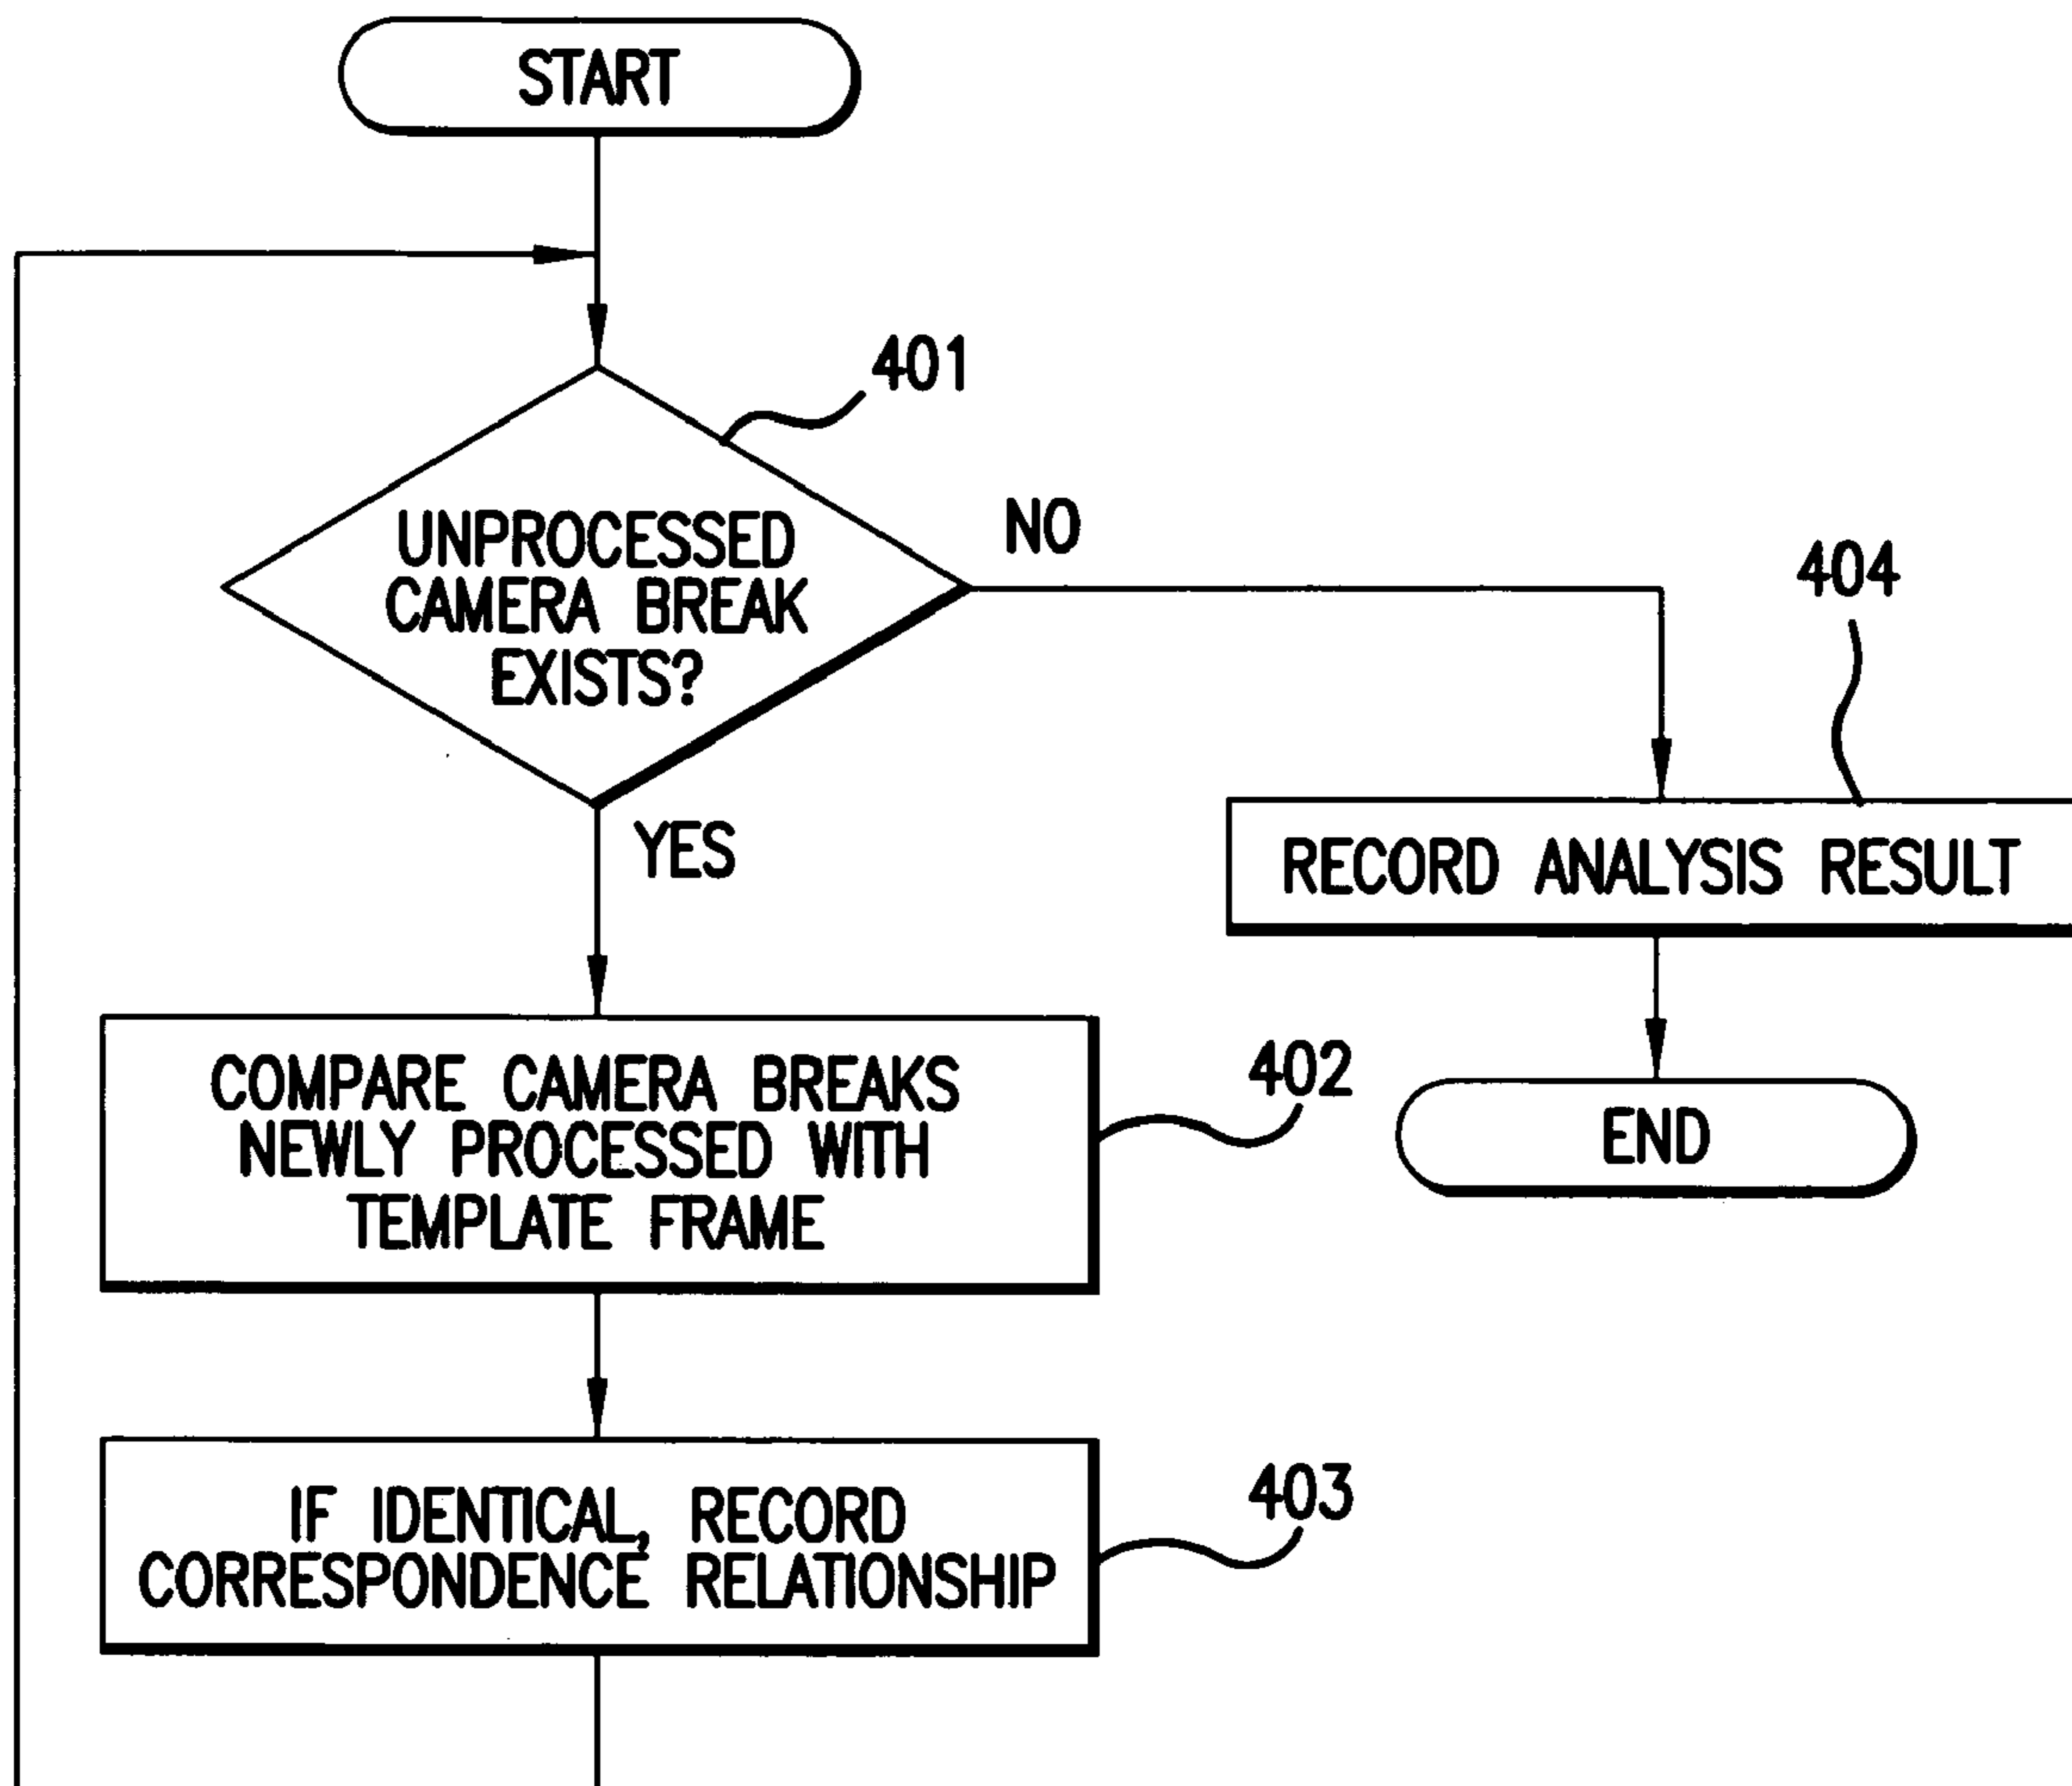 START
401
UNPROCESSED
CAMERA BREAK
EXISTS?
NO
YES
404
RECORD ANALYSIS RESULT
COMPARE CAMERA BREAKS
NEWLY PROCESSED WITH
TEMPLATE FRAME
402
END
IF IDENTICAL, RECORD
CORRESPONDENCE RELATIONSHIP
403